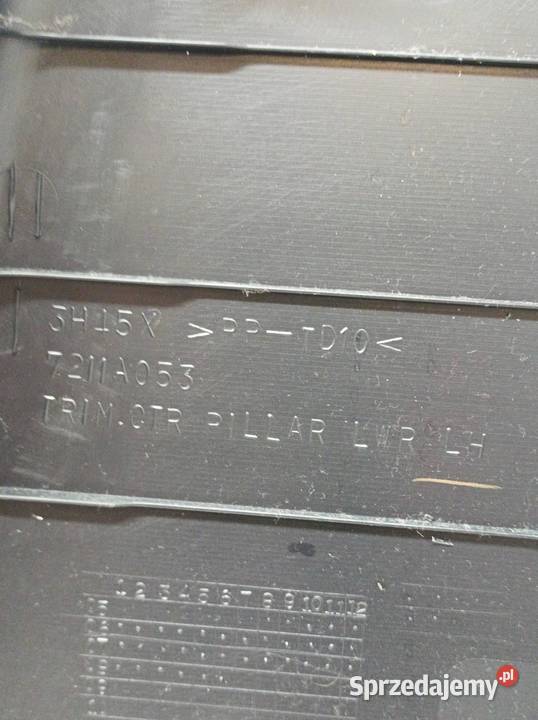 3H45X >PP-TD10<
7211A053
TRIM.CTR PILLAR LWR LH
1 2 3 4 5 6 7 8 9 10 11 12
Sprzedajemy.pl